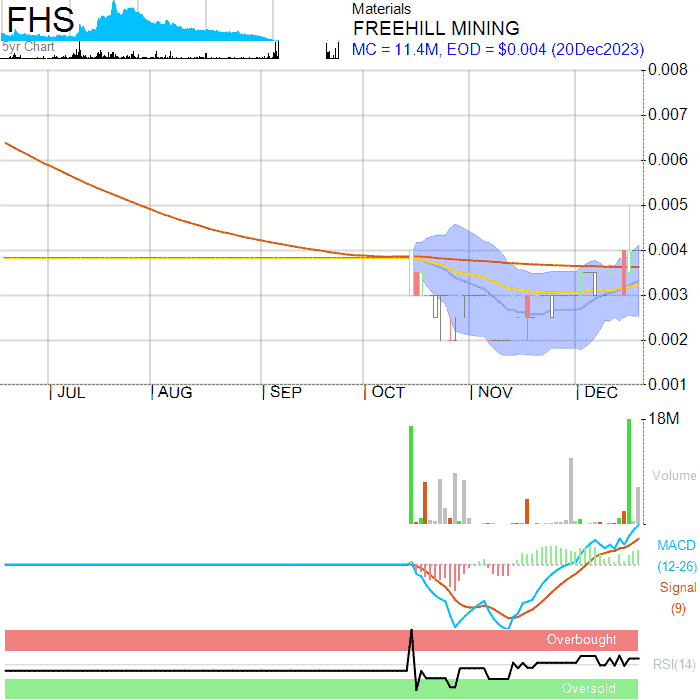 FHS
5yr Chart
Materials
FREEHILL MINING
MC = 11.4M, EOD = $0.004 (20Dec2023)
0.008
0.007
0.006
0.005
0.004
0.003
0.002
0.001
JUL AUG SEP OCT NOV DEC
18M
Volume
MACD
(12-26)
Signal
(9)
Overbought
RSI(14)
Oversold